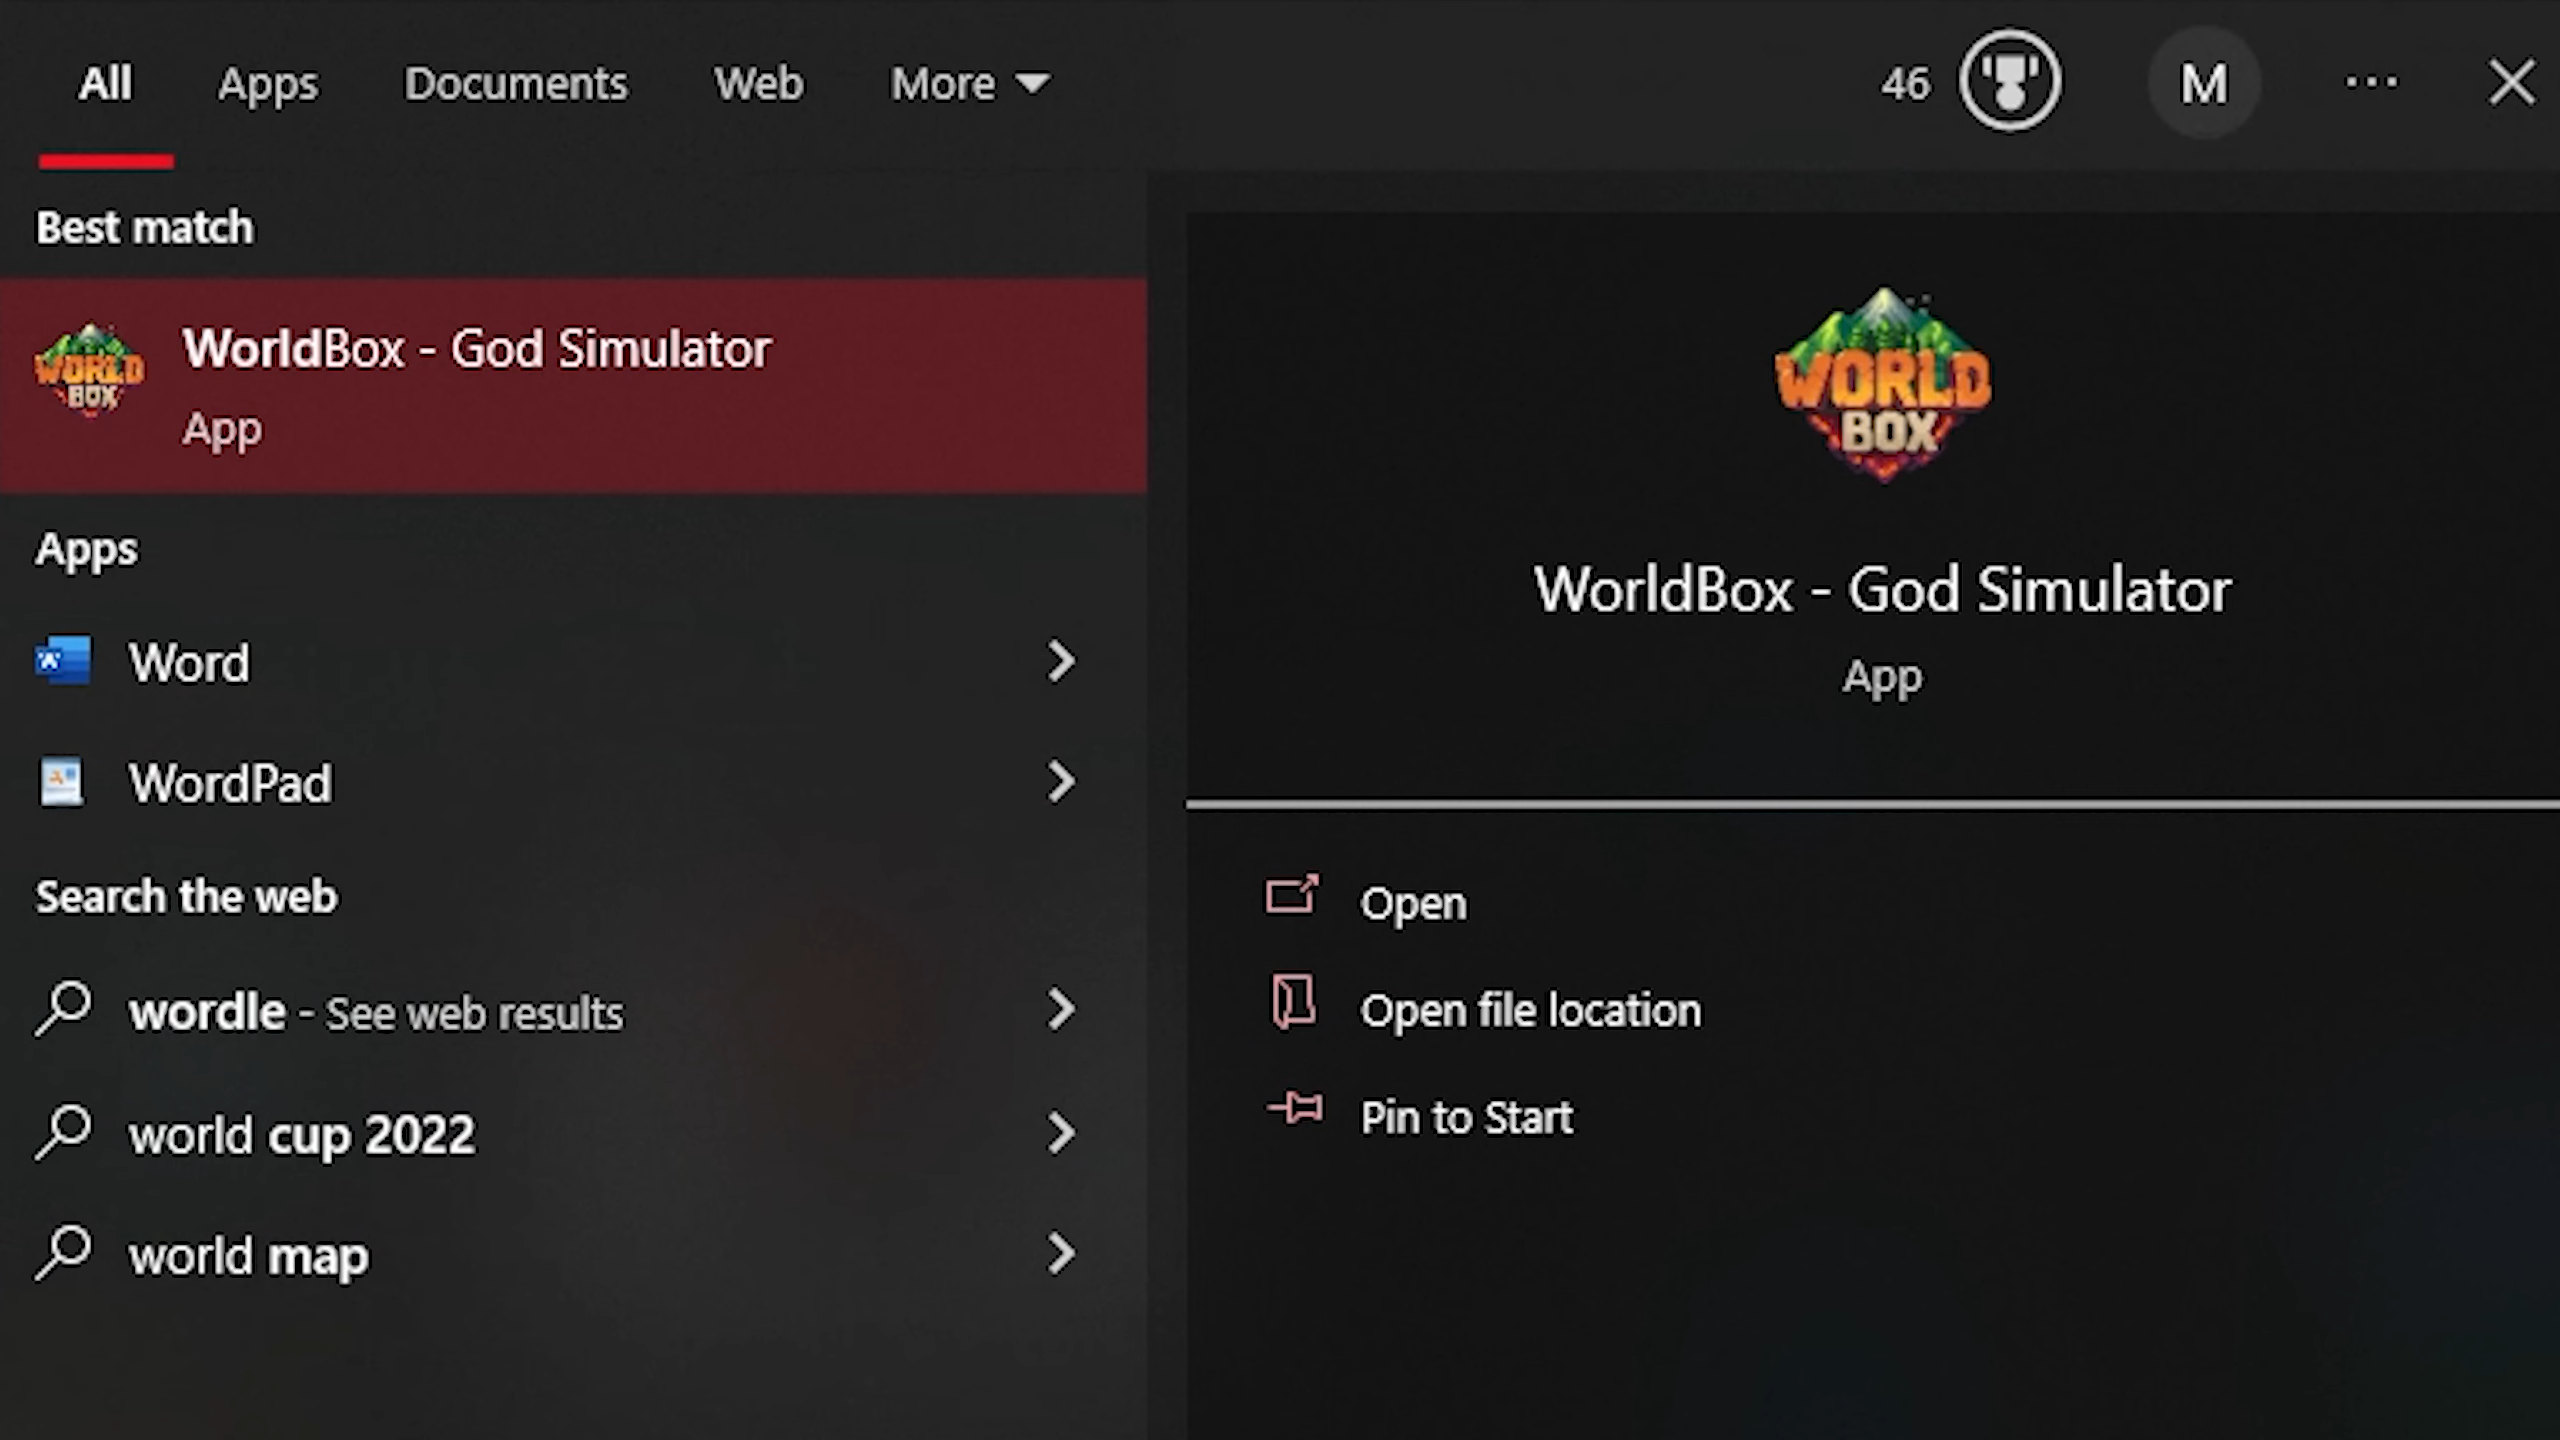 All Apps Documents Web More 46 M
Best match
WORLD
BOX
WorldBox - God Simulator
App
Apps
Word
WordPad
Search the web
wordle - See web results
world cup 2022
world map
WORLD
BOX
WorldBox - God Simulator
App
Open
Open file location
Pin to Start